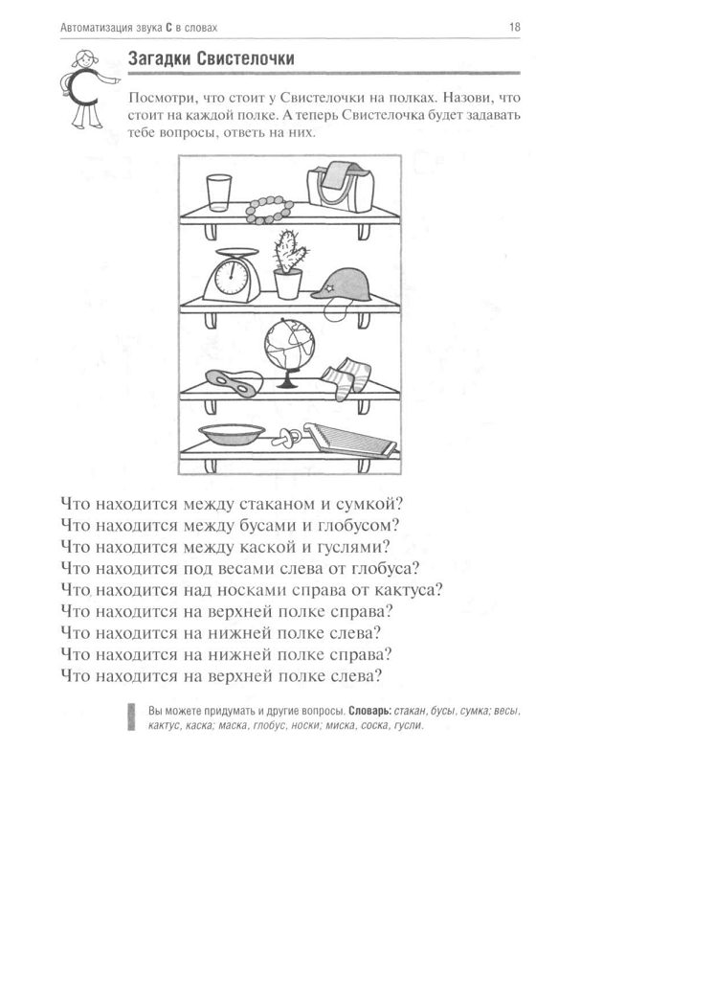 Автоматизация звука С в словах 18
Загадки Свистелочки
Посмотри, что стоит у Свистелочки на полках. Назови, что
стоит на каждой полке. А теперь Свистелочка будет задавать
тебе вопросы, ответь на них.
Что находится между стаканом и сумкой?
Что находится между бусами и глобусом?
Что находится между каской и гуслями?
Что находится под весами слева от глобуса?
Что находится над носками справа от кактуса?
Что находится на верхней полке справа?
Что находится на нижней полке слева?
Что находится на нижней полке справа?
Что находится на верхней полке слева?
Вы можете придумать и другие вопросы. Словарь: стакан, бусы, сумка; весы,
кактус, каска; маска, глобус, носки; миска, соска, гусли.